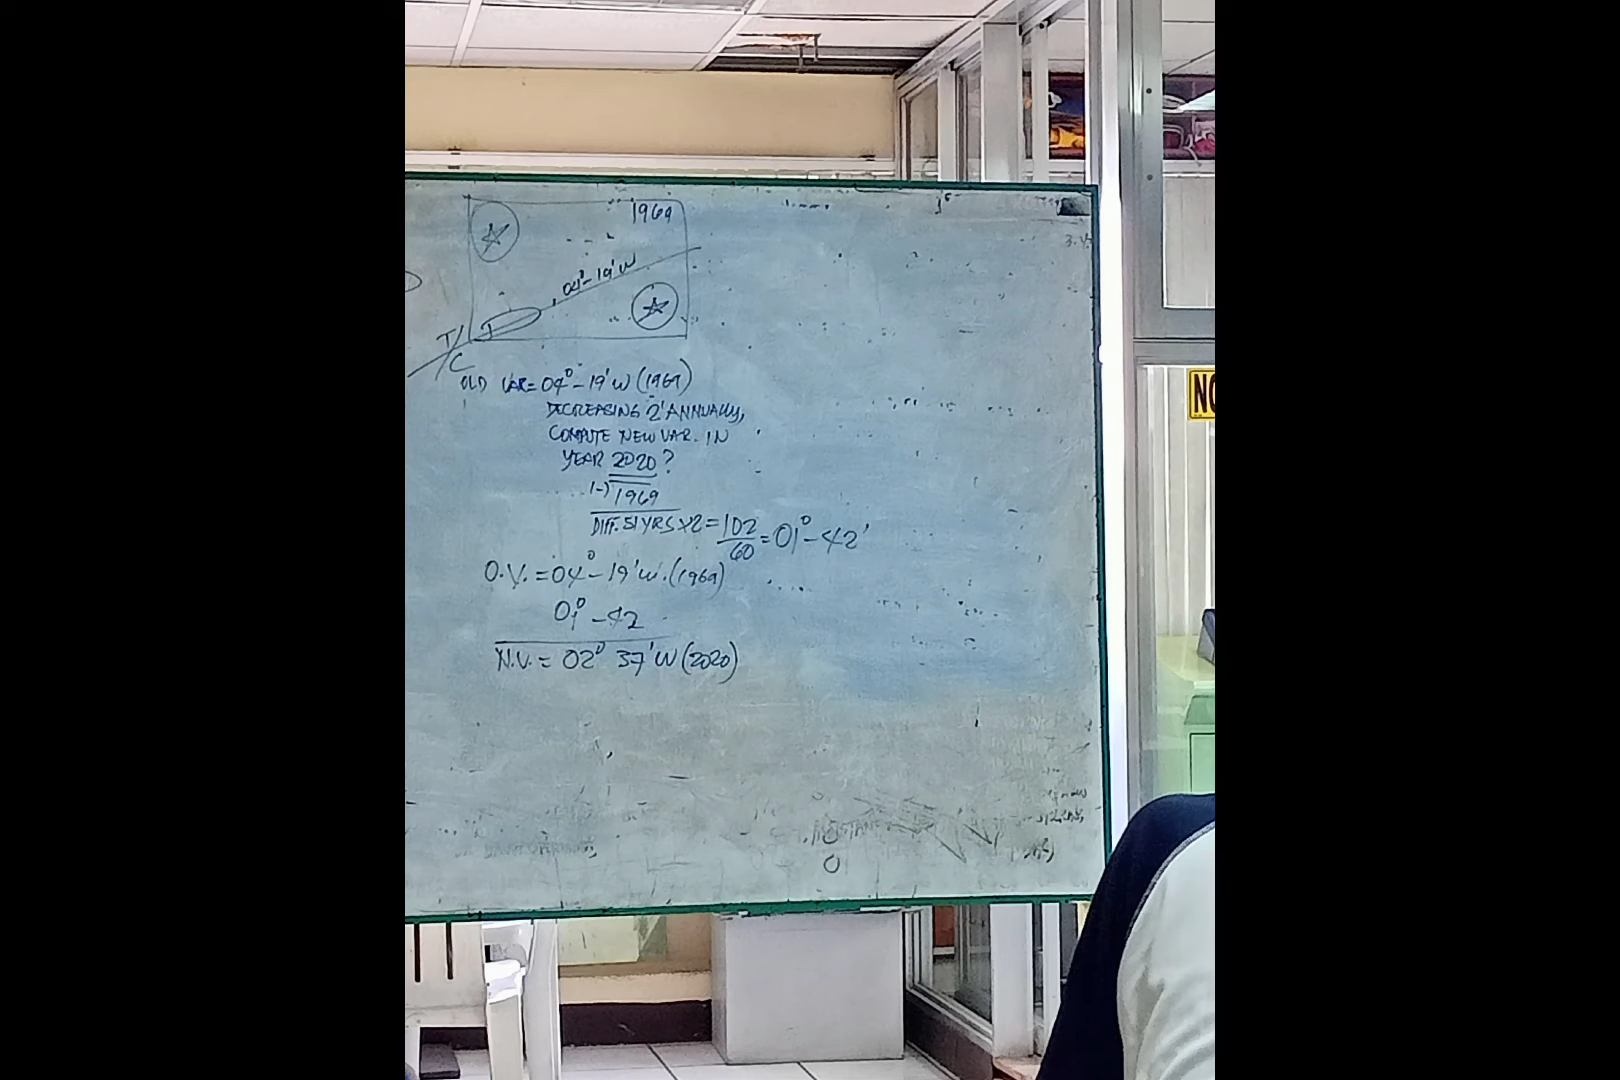 1969
04°-19'W
T/C
OLD VAR=04°-19'W (1969)
DECREASING 2' ANNUALLY,
COMPUTE NEW VAR. IN
YEAR 2020?
(-) 1969
DIFF. 51 YRS X2 = 102/60 = 01°-42'
O.V. = 04°-19'W. (1969)
01°-42
N.V. = 02° 37'W (2020)
NO